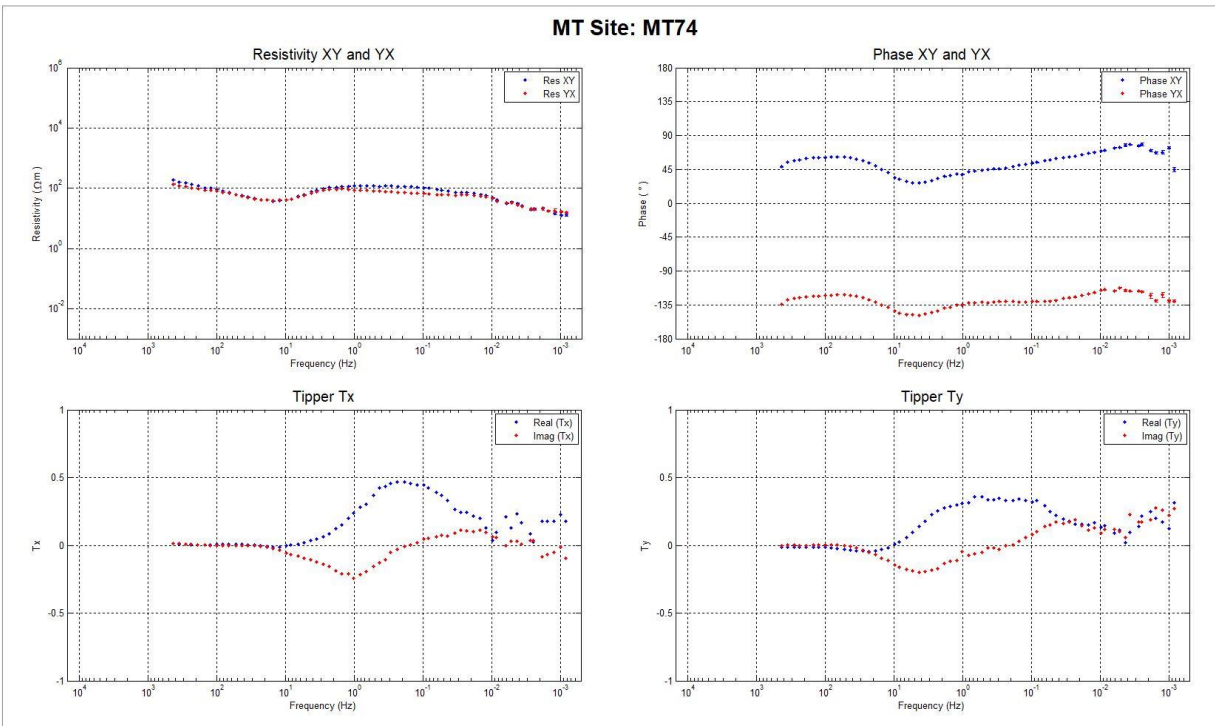 MT Site: MT74
Resistivity XY and YX
Resistivity (Ωm)
10^6
10^4
10^2
10^0
10^-2
Res XY
Res YX
10^4 10^3 10^2 10^1 10^0 10^-1 10^-2 10^-3
Frequency (Hz)
Phase XY and YX
Phase (°)
180
135
90
45
0
-45
-90
-135
-180
Phase XY
Phase YX
10^4 10^3 10^2 10^1 10^0 10^-1 10^-2 10^-3
Frequency (Hz)
Tipper Tx
Tx
1
0.5
0
-0.5
-1
Real (Tx)
Imag (Tx)
10^4 10^3 10^2 10^1 10^0 10^-1 10^-2 10^-3
Frequency (Hz)
Tipper Ty
Ty
1
0.5
0
-0.5
-1
Real (Ty)
Imag (Ty)
10^4 10^3 10^2 10^1 10^0 10^-1 10^-2 10^-3
Frequency (Hz)